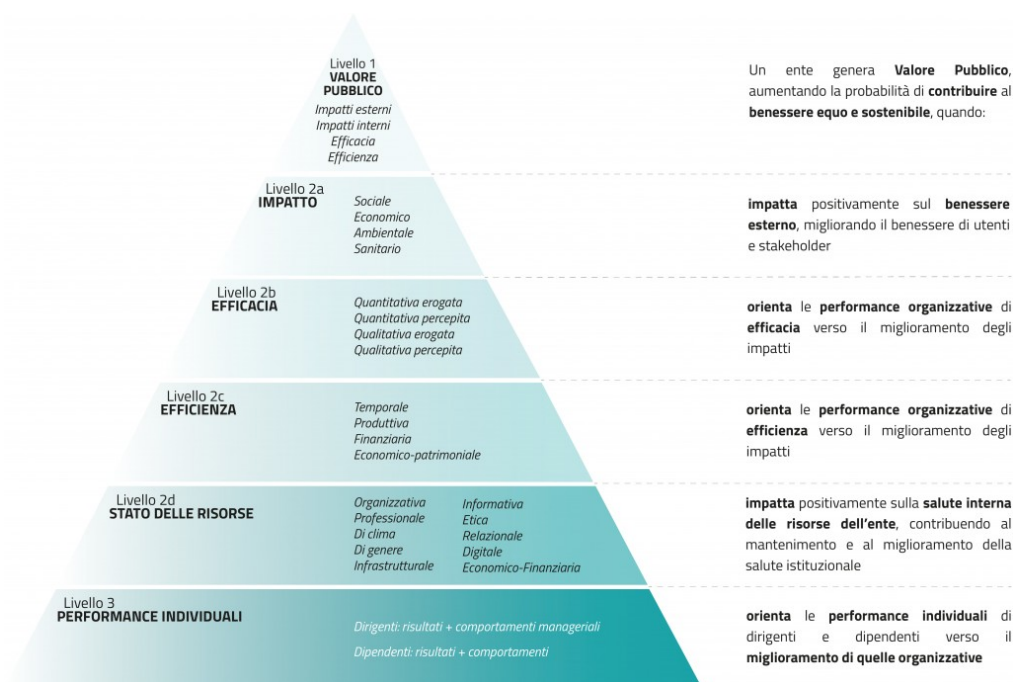 Livello 1
VALORE
PUBBLICO
Impatti esterni
Impatti interni
Efficacia
Efficienza
Un ente genera Valore Pubblico,
aumentando la probabilità di contribuire al
benessere equo e sostenibile, quando:
Livello 2a
IMPATTO
Sociale
Economico
Ambientale
Sanitario
impatta positivamente sul benessere
esterno, migliorando il benessere di utenti
e stakeholder
Livello 2b
EFFICACIA
Quantitativa erogata
Quantitativa percepita
Qualitativa erogata
Qualitativa percepita
orienta le performance organizzative di
efficacia verso il miglioramento degli
impatti
Livello 2c
EFFICIENZA
Temporale
Produttiva
Finanziaria
Economico-patrimoniale
orienta le performance organizzative di
efficienza verso il miglioramento degli
impatti
Livello 2d
STATO DELLE RISORSE
Organizzativa
Professionale
Di clima
Di genere
Infrastrutturale
Informativa
Etica
Relazionale
Digitale
Economico-Finanziaria
impatta positivamente sulla salute interna
delle risorse dell'ente, contribuendo al
mantenimento e al miglioramento della
salute istituzionale
Livello 3
PERFORMANCE INDIVIDUALI
Dirigenti: risultati + comportamenti manageriali
Dipendenti: risultati + comportamenti
orienta le performance individuali di
dirigenti e dipendenti verso il
miglioramento di quelle organizzative